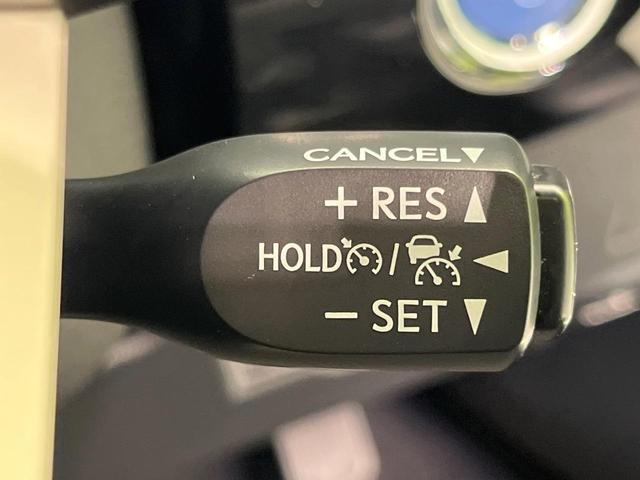 CANCEL▼
+ RES ▲
HOLD / ◀
− SET ▼